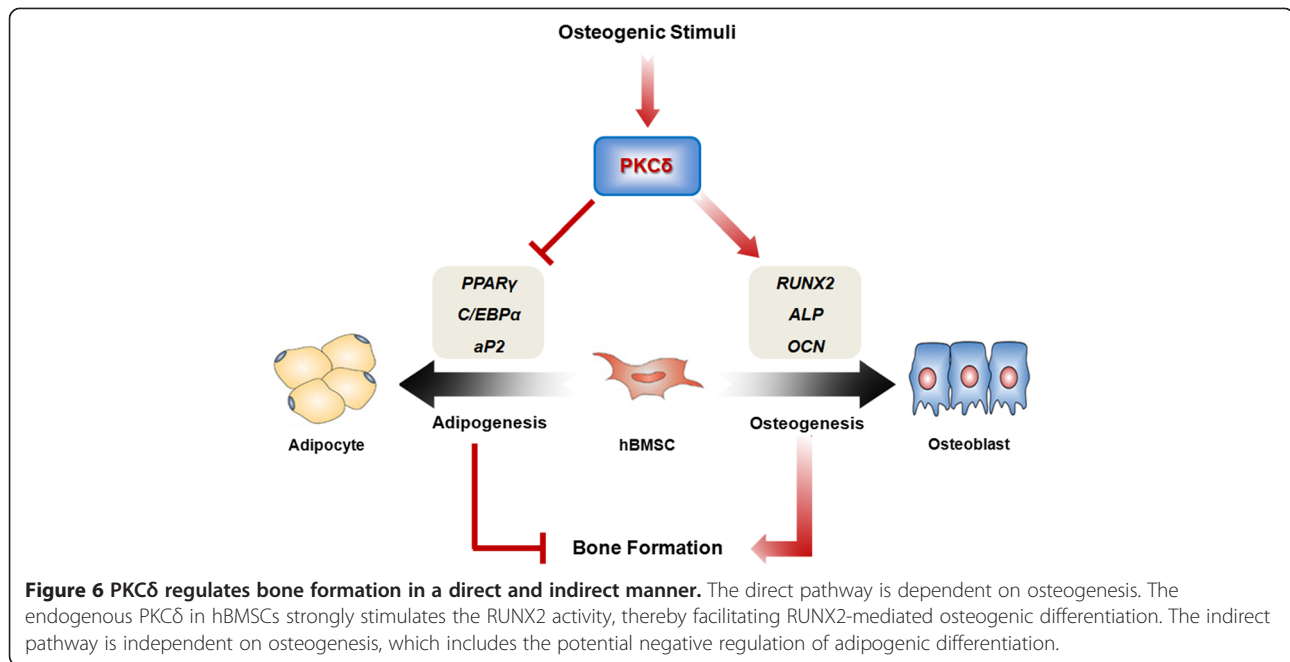 Osteogenic Stimuli
PKCδ
PPARγ
C/EBPα
aP2
RUNX2
ALP
OCN
Adipogenesis
Osteogenesis
Adipocyte
hBMSC
Osteoblast
Bone Formation
Figure 6 PKCδ regulates bone formation in a direct and indirect manner. The direct pathway is dependent on osteogenesis. The
endogenous PKCδ in hBMSCs strongly stimulates the RUNX2 activity, thereby facilitating RUNX2-mediated osteogenic differentiation. The indirect
pathway is independent on osteogenesis, which includes the potential negative regulation of adipogenic differentiation.